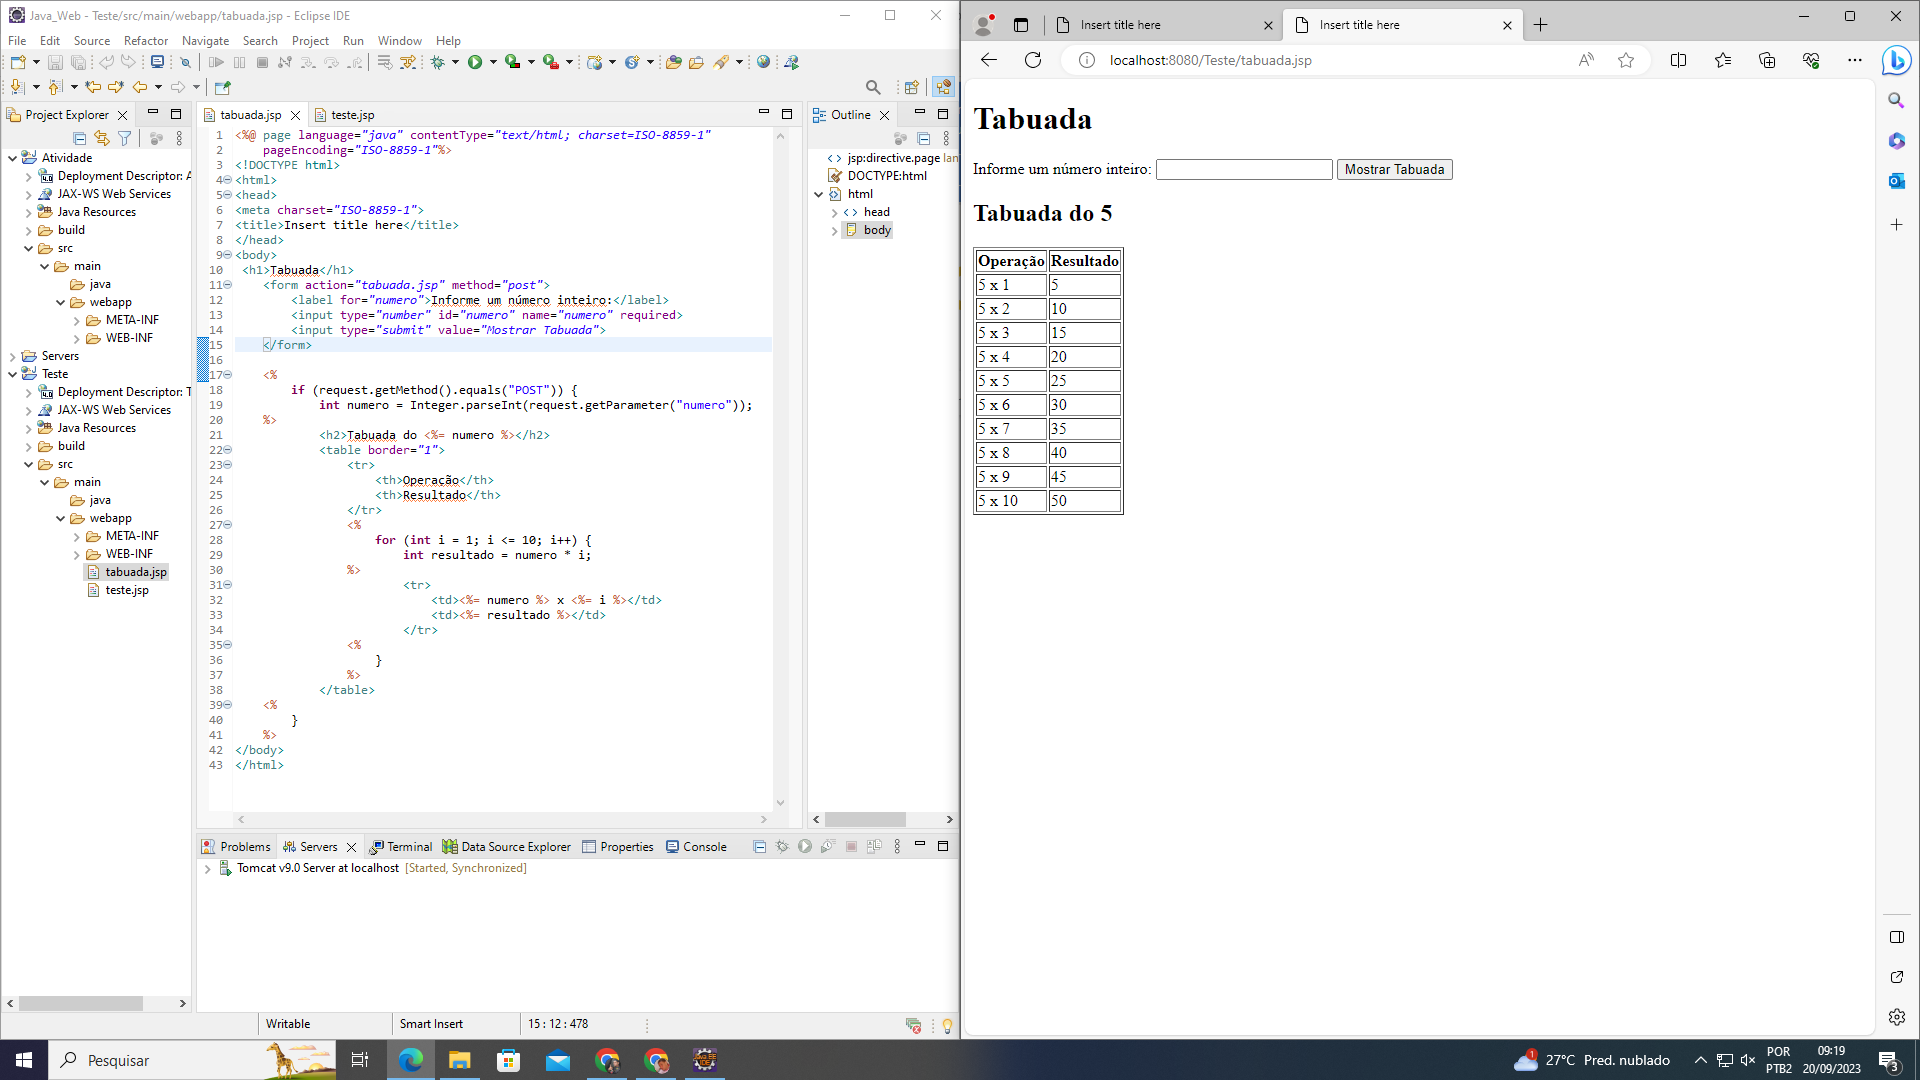 Java_Web - Teste/src/main/webapp/tabuada.jsp - Eclipse IDE
File Edit Source Refactor Navigate Search Project Run Window Help
Project Explorer
Atividade
Deployment Descriptor: A
JAX-WS Web Services
Java Resources
build
src
main
java
webapp
META-INF
WEB-INF
Servers
Teste
Deployment Descriptor: T
JAX-WS Web Services
Java Resources
build
src
main
java
webapp
META-INF
WEB-INF
tabuada.jsp
teste.jsp
tabuada.jsp teste.jsp
1 <%@ page language="java" contentType="text/html; charset=ISO-8859-1"
2 pageEncoding="ISO-8859-1"%>
3 <!DOCTYPE html>
4 <html>
5 <head>
6 <meta charset="ISO-8859-1">
7 <title>Insert title here</title>
8 </head>
9 <body>
10 <h1>Tabuada</h1>
11 <form action="tabuada.jsp" method="post">
12 <label for="numero">Informe um número inteiro:</label>
13 <input type="number" id="numero" name="numero" required>
14 <input type="submit" value="Mostrar Tabuada">
15 </form>
16
17 <%
18 if (request.getMethod().equals("POST")) {
19 int numero = Integer.parseInt(request.getParameter("numero"));
20 %>
21 <h2>Tabuada do <%= numero %></h2>
22 <table border="1">
23 <tr>
24 <th>Operação</th>
25 <th>Resultado</th>
26 </tr>
27 <%
28 for (int i = 1; i <= 10; i++) {
29 int resultado = numero * i;
30 %>
31 <tr>
32 <td><%= numero %> x <%= i %></td>
33 <td><%= resultado %></td>
34 </tr>
35 <%
36 }
37 %>
38 </table>
39 <%
40 }
41 %>
42 </body>
43 </html>
Outline
jsp:directive.page lan
DOCTYPE:html
html
head
body
Problems Servers Terminal Data Source Explorer Properties Console
Tomcat v9.0 Server at localhost [Started, Synchronized]
Writable Smart Insert 15 : 12 : 478
Insert title here Insert title here
localhost:8080/Teste/tabuada.jsp
Tabuada
Informe um número inteiro: Mostrar Tabuada
Tabuada do 5
Operação Resultado
5 x 1 5
5 x 2 10
5 x 3 15
5 x 4 20
5 x 5 25
5 x 6 30
5 x 7 35
5 x 8 40
5 x 9 45
5 x 10 50
Pesquisar
1
27°C Pred. nublado
POR
PTB2
09:19
20/09/2023
3